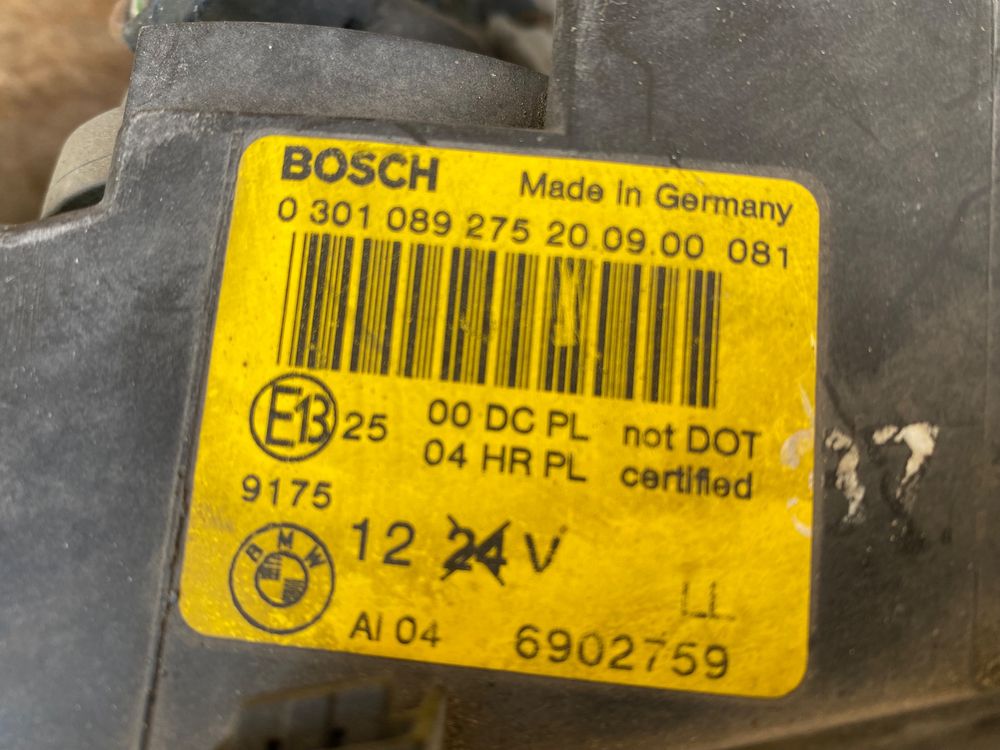 BOSCH Made in Germany
0 301 089 275 20.09.00 081
E13 25 00 DC PL not DOT
04 HR PL certified
9175
BMW 12 24 V
LL
AI 04 6902759